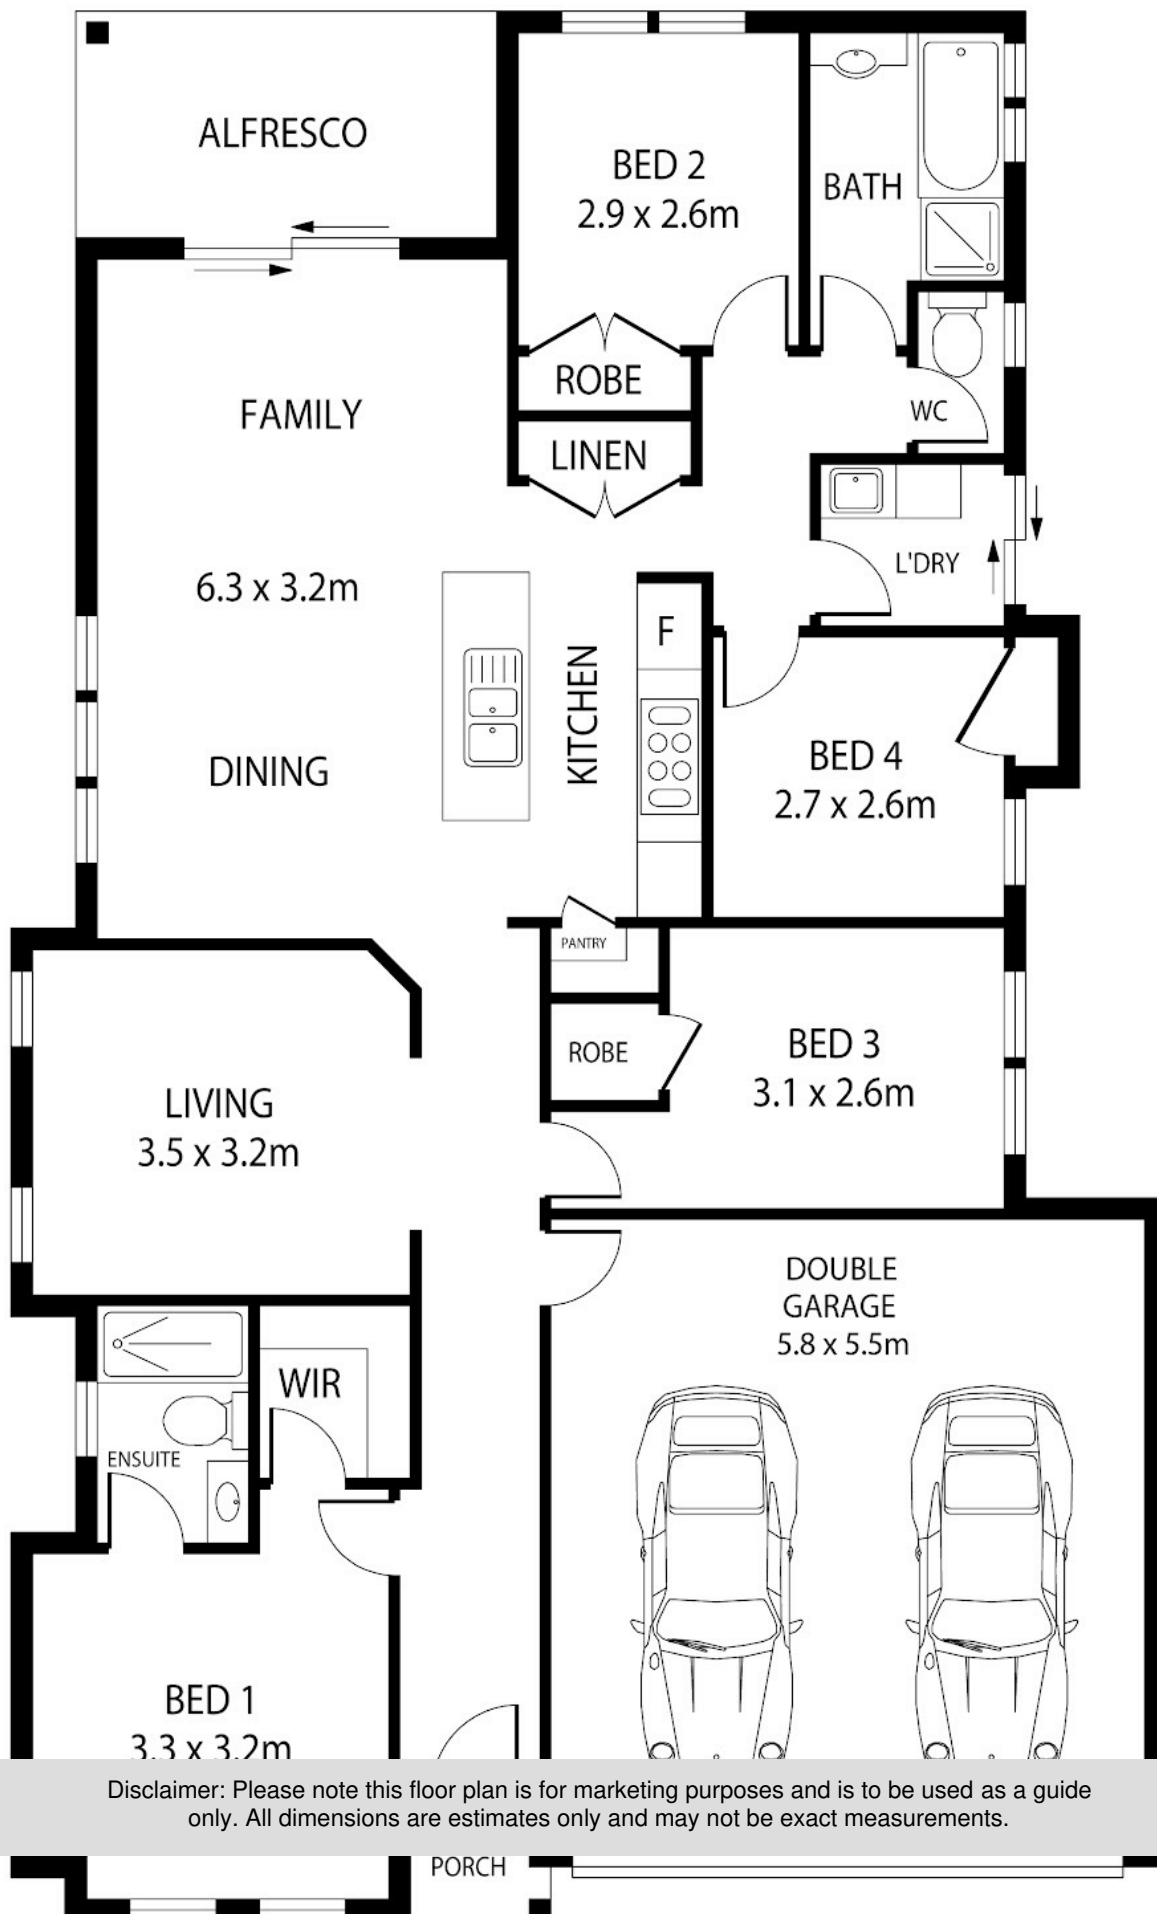 ALFRESCO
BED 2
2.9 x 2.6m
BATH
ROBE
WC
FAMILY
LINEN
L'DRY
6.3 x 3.2m
F
KITCHEN
DINING
BED 4
2.7 x 2.6m
PANTRY
ROBE
BED 3
3.1 x 2.6m
LIVING
3.5 x 3.2m
DOUBLE
GARAGE
5.8 x 5.5m
WIR
ENSUITE
BED 1
3.3 x 3.2m
Disclaimer: Please note this floor plan is for marketing purposes and is to be used as a guide
only. All dimensions are estimates only and may not be exact measurements.
PORCH